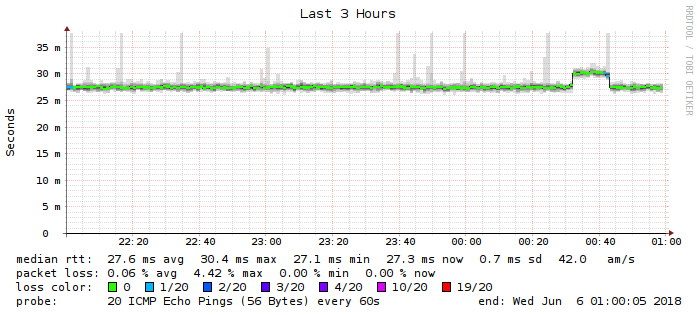 Last 3 Hours
RRDTOOL / TOBI OETIKER
Seconds
35 m
30 m
25 m
20 m
15 m
10 m
5 m
0
22:20 22:40 23:00 23:20 23:40 00:00 00:20 00:40 01:00
median rtt: 27.6 ms avg 30.4 ms max 27.1 ms min 27.3 ms now 0.7 ms sd 42.0 am/s
packet loss: 0.06 % avg 4.42 % max 0.00 % min 0.00 % now
loss color: 0 1/20 2/20 3/20 4/20 10/20 19/20
probe: 20 ICMP Echo Pings (56 Bytes) every 60s end: Wed Jun 6 01:00:05 2018